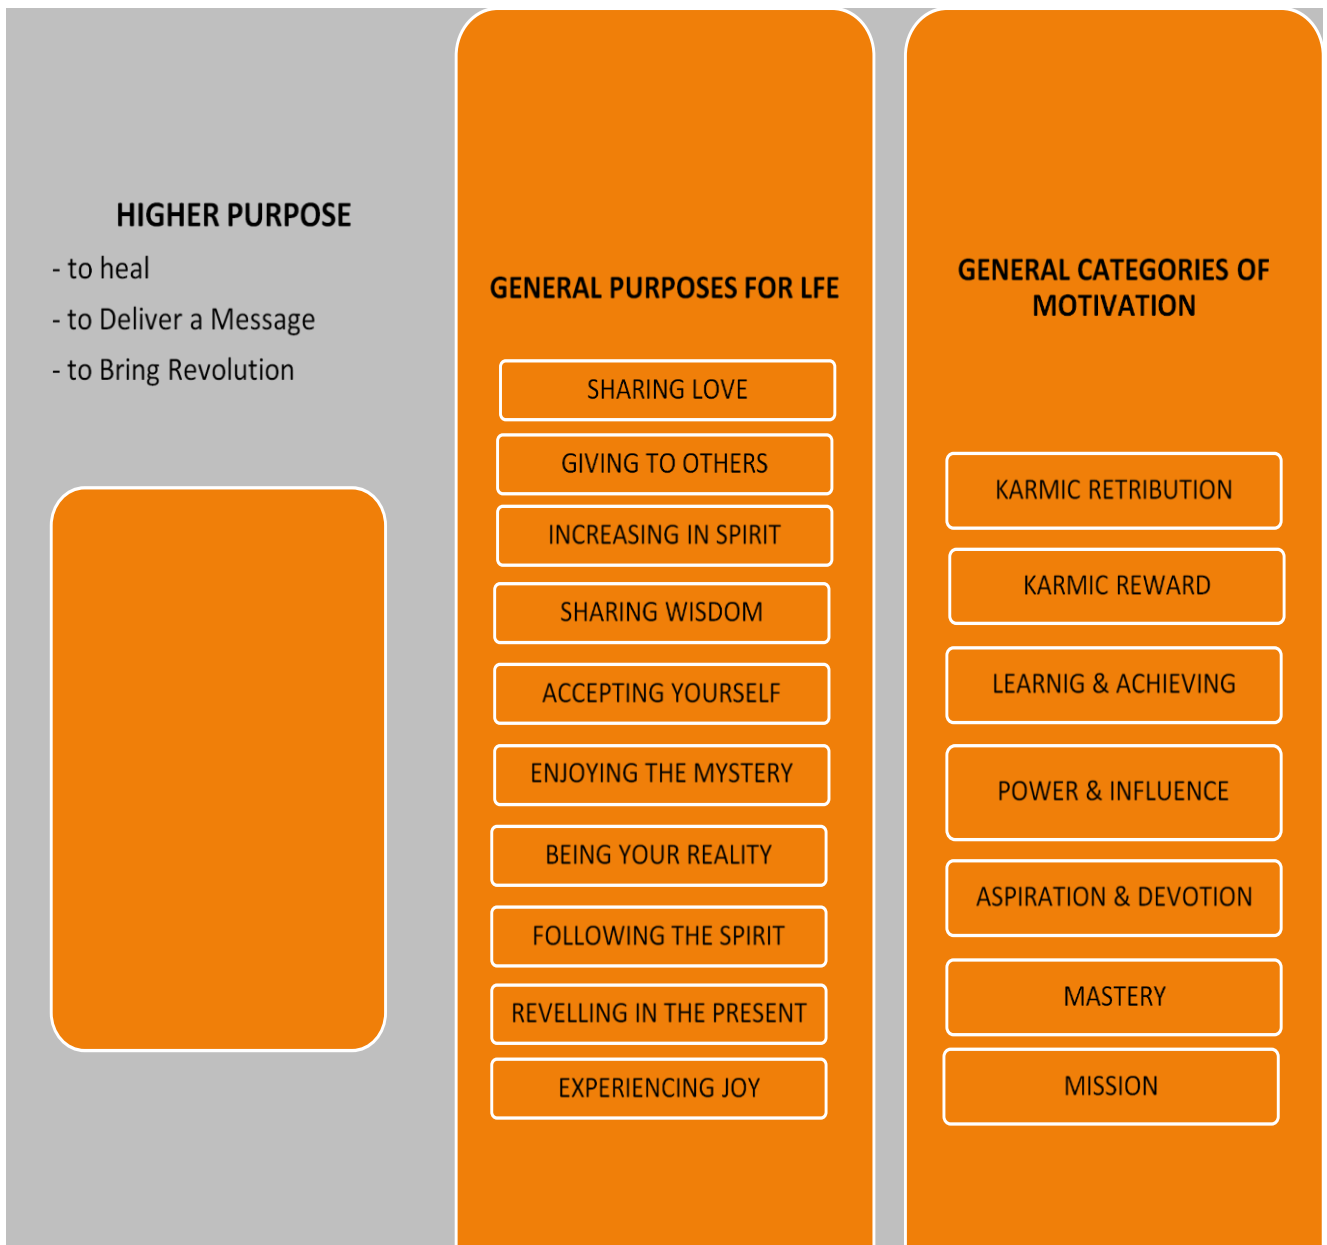 HIGHER PURPOSE
- to heal
- to Deliver a Message
- to Bring Revolution
GENERAL PURPOSES FOR LFE
SHARING LOVE
GIVING TO OTHERS
INCREASING IN SPIRIT
SHARING WISDOM
ACCEPTING YOURSELF
ENJOYING THE MYSTERY
BEING YOUR REALITY
FOLLOWING THE SPIRIT
REVELLING IN THE PRESENT
EXPERIENCING JOY
GENERAL CATEGORIES OF
MOTIVATION
KARMIC RETRIBUTION
KARMIC REWARD
LEARNIG & ACHIEVING
POWER & INFLUENCE
ASPIRATION & DEVOTION
MASTERY
MISSION